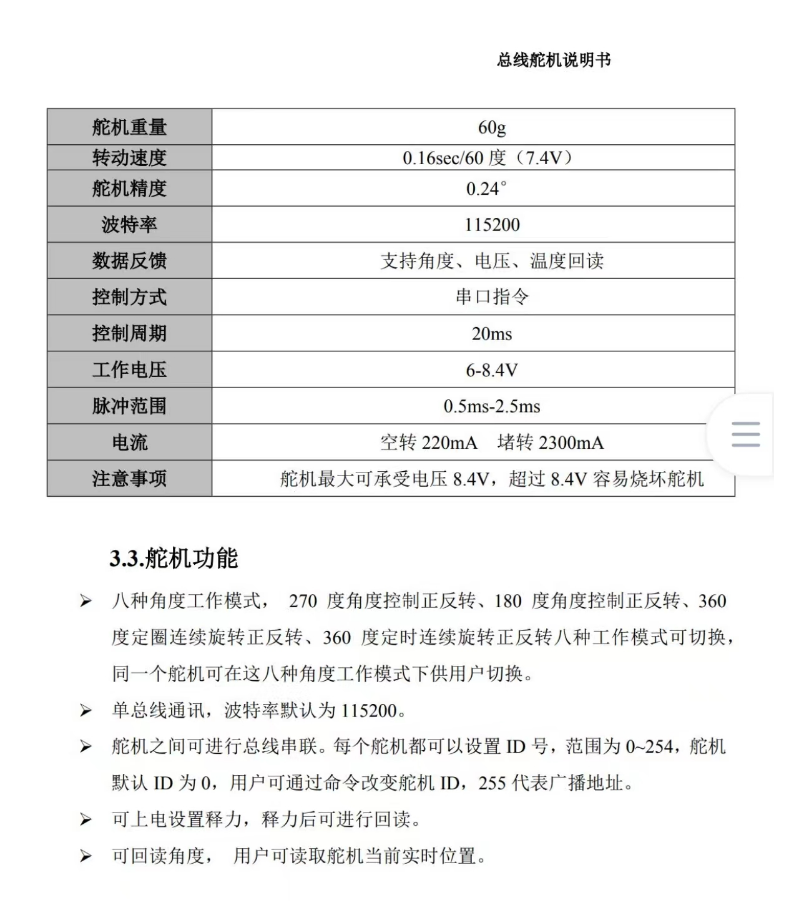 总线舵机说明书
舵机重量 60g
转动速度 0.16sec/60 度（7.4V）
舵机精度 0.24°
波特率 115200
数据反馈 支持角度、电压、温度回读
控制方式 串口指令
控制周期 20ms
工作电压 6-8.4V
脉冲范围 0.5ms-2.5ms
电流 空转 220mA 堵转 2300mA
注意事项 舵机最大可承受电压 8.4V，超过 8.4V 容易烧坏舵机
3.3.舵机功能
➢ 八种角度工作模式， 270 度角度控制正反转、180 度角度控制正反转、360
度定圈连续旋转正反转、360 度定时连续旋转正反转八种工作模式可切换，
同一个舵机可在这八种角度工作模式下供用户切换。
➢ 单总线通讯，波特率默认为 115200。
➢ 舵机之间可进行总线串联。每个舵机都可以设置 ID 号，范围为 0~254，舵机
默认 ID 为 0，用户可通过命令改变舵机 ID，255 代表广播地址。
➢ 可上电设置释力，释力后可进行回读。
➢ 可回读角度， 用户可读取舵机当前实时位置。